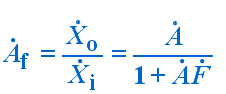 Ȧf = Ẋo / Ẋi = Ȧ / (1 + ȦḞ)